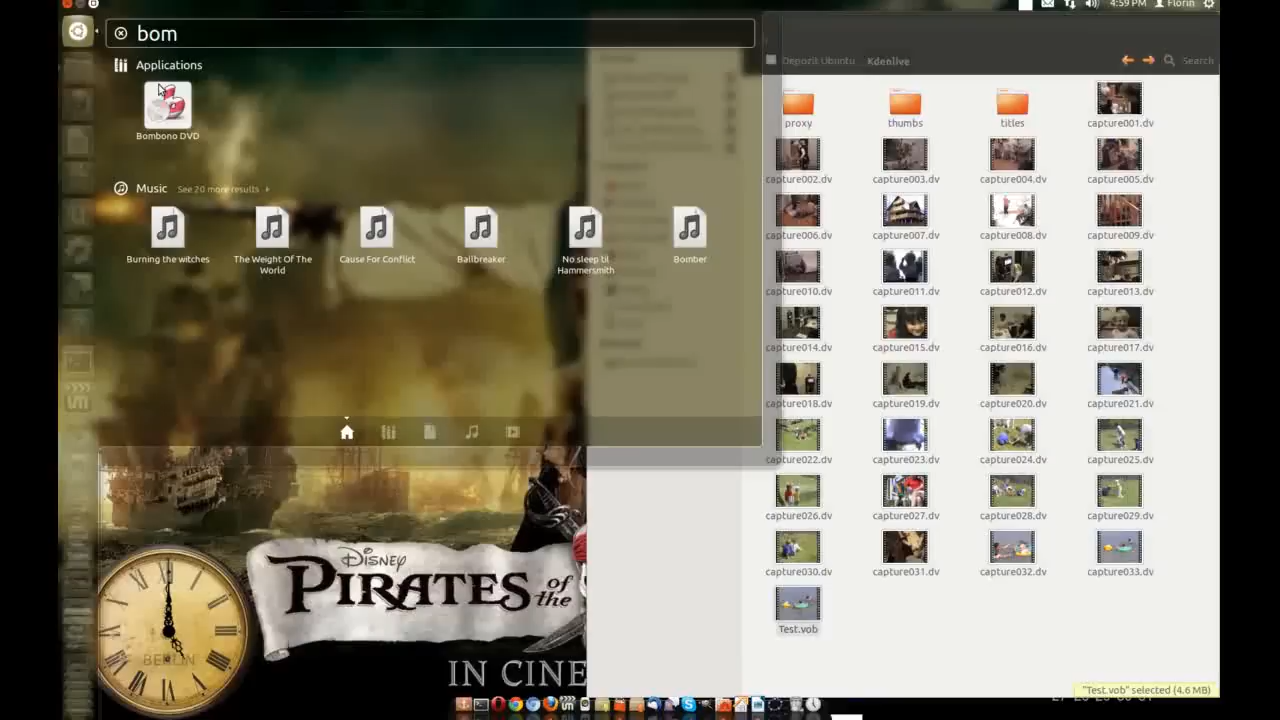 4:59 PM Florin
bom
Applications
Bombono DVD
Music See 20 more results
Burning the witches
The Weight Of The World
Cause For Conflict
Ballbreaker
No sleep til Hammersmith
Bomber
Depozit Ubuntu Kdenlive Search
proxy thumbs titles capture001.dv
capture002.dv capture003.dv capture004.dv capture005.dv
capture006.dv capture007.dv capture008.dv capture009.dv
capture010.dv capture011.dv capture012.dv capture013.dv
capture014.dv capture015.dv capture016.dv capture017.dv
capture018.dv capture019.dv capture020.dv capture021.dv
capture022.dv capture023.dv capture024.dv capture025.dv
capture026.dv capture027.dv capture028.dv capture029.dv
capture030.dv capture031.dv capture032.dv capture033.dv
Test.vob
"Test.vob" selected (4.6 MB)
DISNEY
PIRATES of the
IN CINE
BERLIN